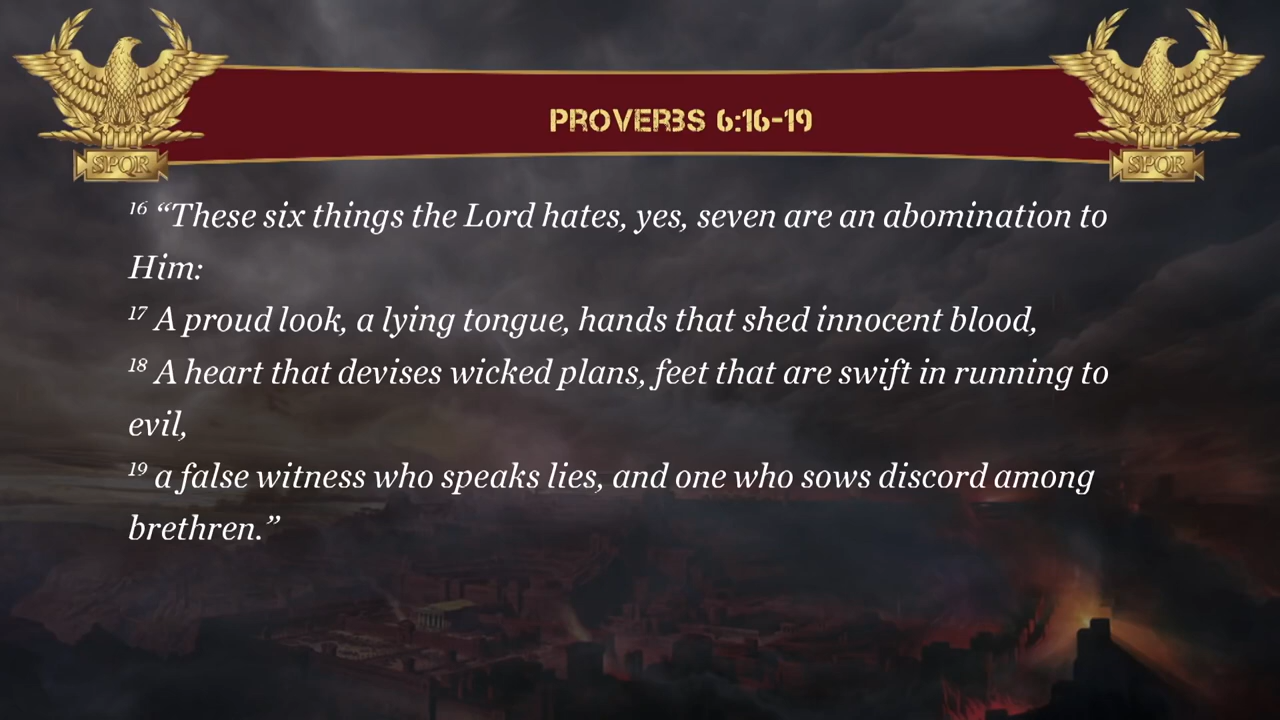 PROVERBS 6:16-19
SPQR SPQR
16 “These six things the Lord hates, yes, seven are an abomination to
Him:
17 A proud look, a lying tongue, hands that shed innocent blood,
18 A heart that devises wicked plans, feet that are swift in running to
evil,
19 a false witness who speaks lies, and one who sows discord among
brethren.”